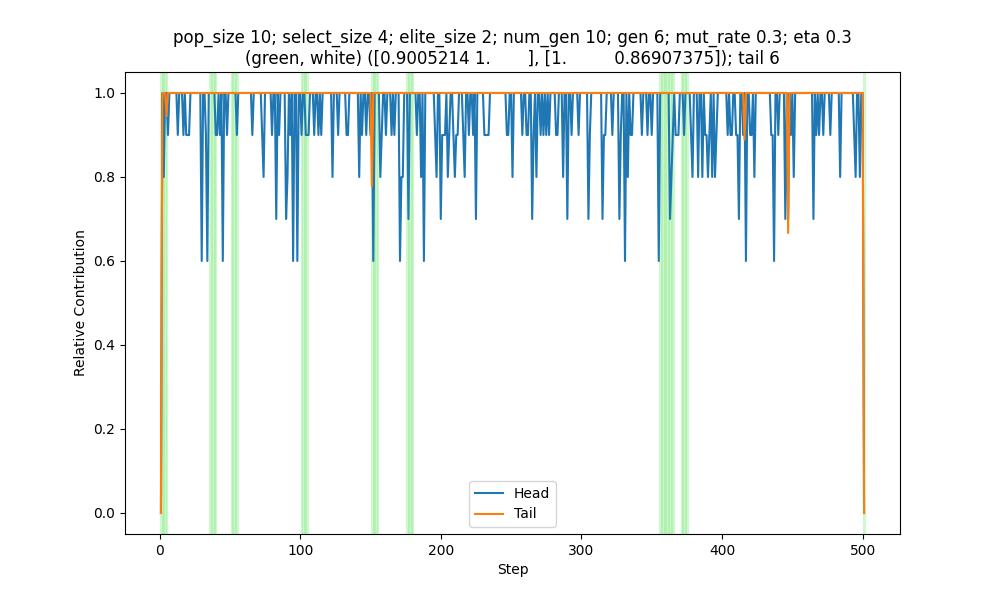 pop_size 10; select_size 4; elite_size 2; num_gen 10; gen 6; mut_rate 0.3; eta 0.3
(green, white) ([0.9005214 1.        ], [1.         0.86907375]); tail 6
1.0
0.8
0.6
0.4
0.2
0.0
Relative Contribution
Head
Tail
0
100
200
300
400
500
Step